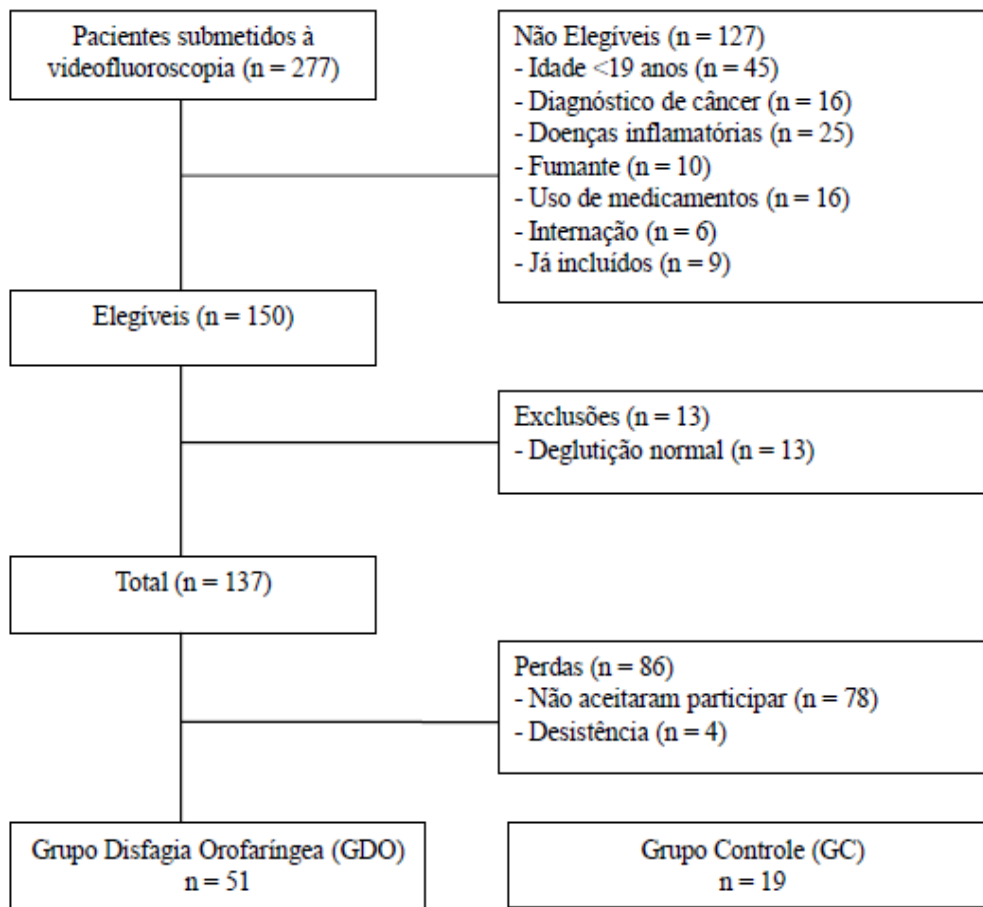 Pacientes submetidos à
videofluoroscopia (n = 277)
Não Elegíveis (n = 127)
- Idade <19 anos (n = 45)
- Diagnóstico de câncer (n = 16)
- Doenças inflamatórias (n = 25)
- Fumante (n = 10)
- Uso de medicamentos (n = 16)
- Internação (n = 6)
- Já incluídos (n = 9)
Elegíveis (n = 150)
Exclusões (n = 13)
- Deglutição normal (n = 13)
Total (n = 137)
Perdas (n = 86)
- Não aceitaram participar (n = 78)
- Desistência (n = 4)
Grupo Disfagia Orofaríngea (GDO)
n = 51
Grupo Controle (GC)
n = 19